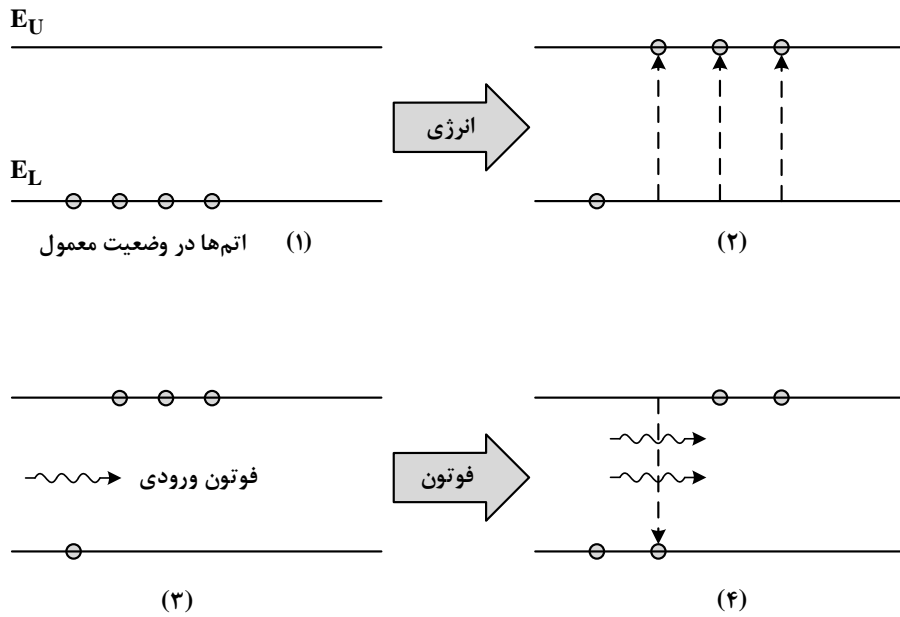 E_U
انرژی
E_L
(۱) اتم‌ها در وضعیت معمول
(۲)
فوتون ورودی
فوتون
(۳)
(۴)